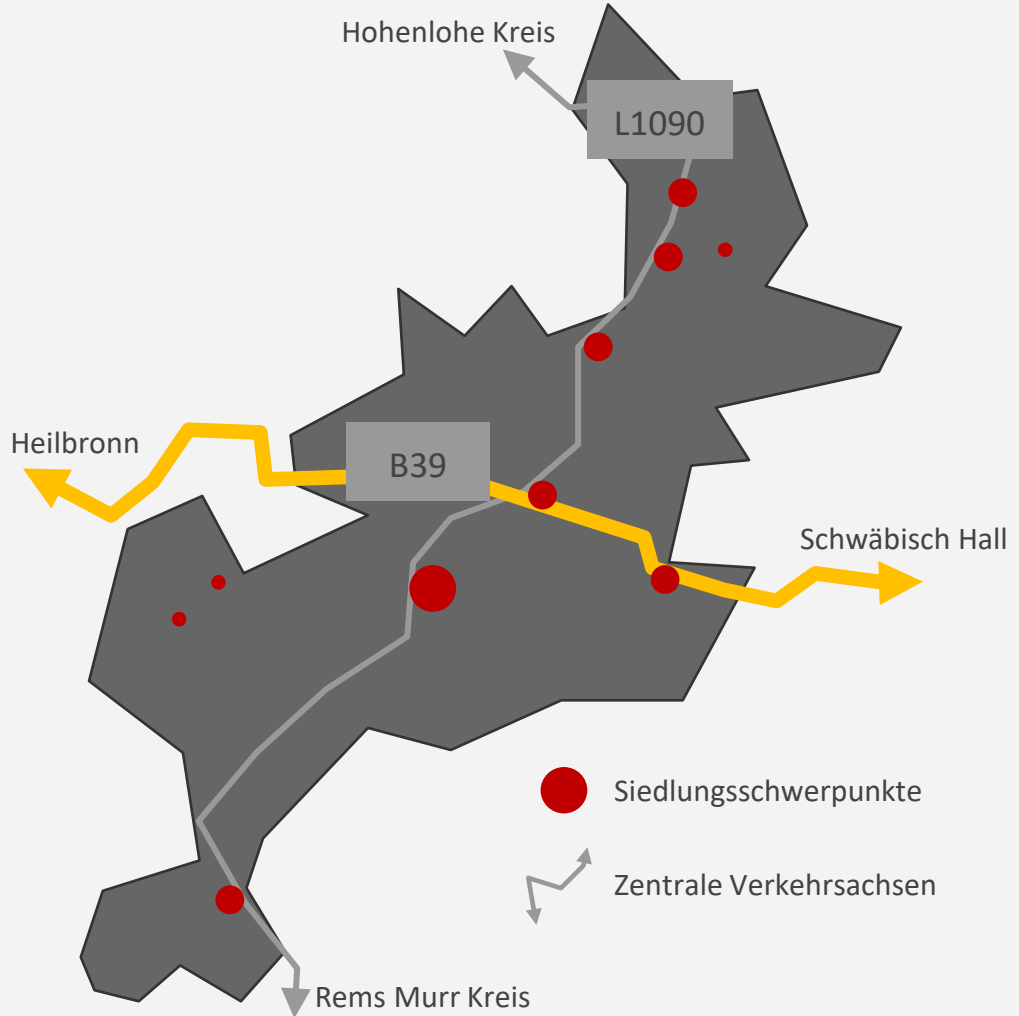 Hohenlohe Kreis
L1090
Heilbronn
B39
Schwäbisch Hall
Siedlungsschwerpunkte
Zentrale Verkehrsachsen
Rems Murr Kreis